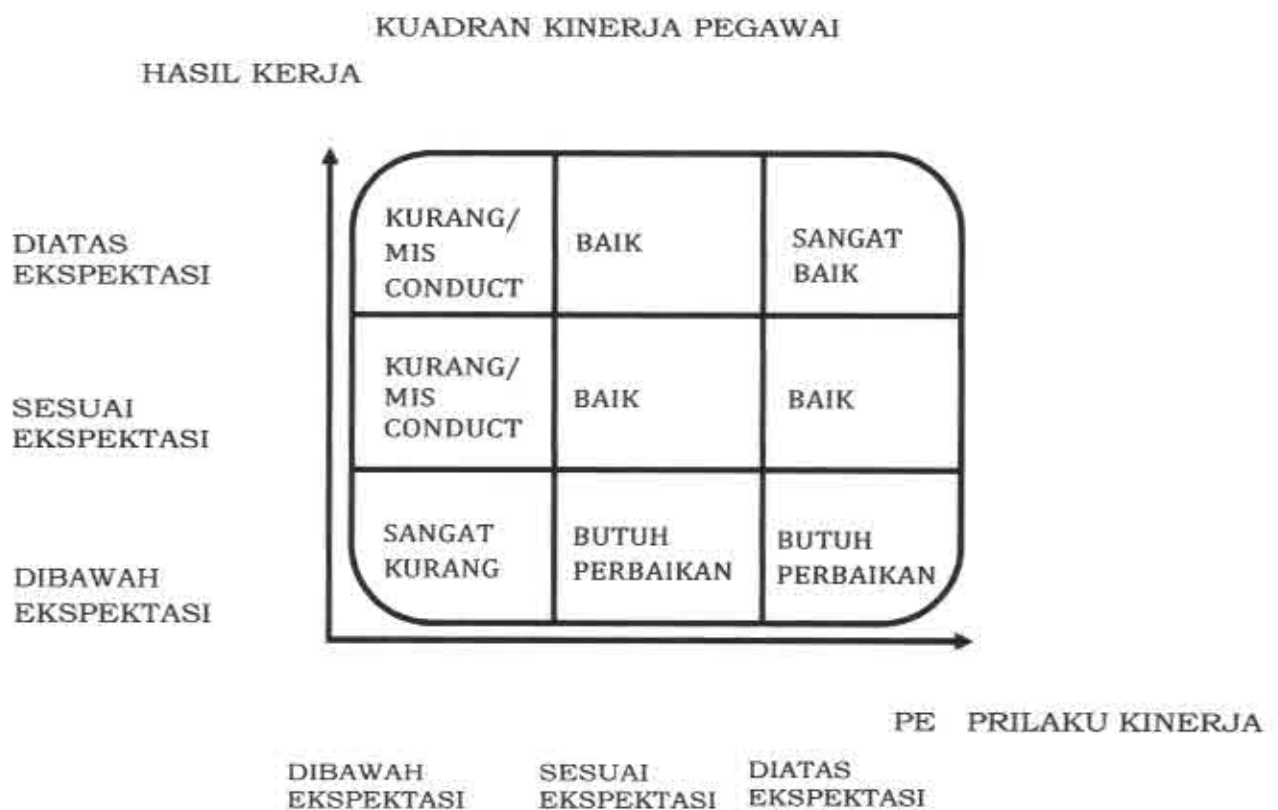 KUADRAN KINERJA PEGAWAI
HASIL KERJA
DIATAS
EKSPEKTASI
KURANG/
MIS
CONDUCT
BAIK
SANGAT
BAIK
SESUAI
EKSPEKTASI
KURANG/
MIS
CONDUCT
BAIK
BAIK
DIBAWAH
EKSPEKTASI
SANGAT
KURANG
BUTUH
PERBAIKAN
BUTUH
PERBAIKAN
PE PRILAKU KINERJA
DIBAWAH
EKSPEKTASI
SESUAI
EKSPEKTASI
DIATAS
EKSPEKTASI